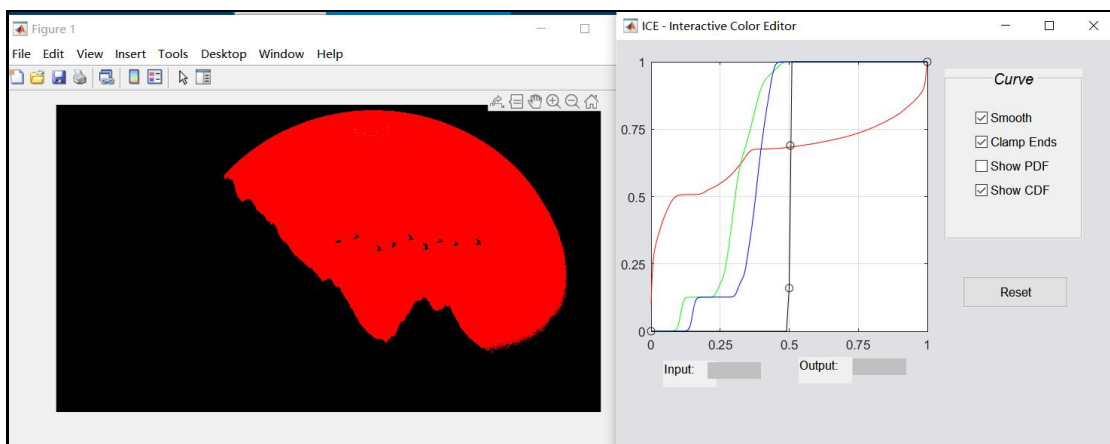 Figure 1
File Edit View Insert Tools Desktop Window Help
ICE - Interactive Color Editor
1
0.75
0.5
0.25
0
0 0.25 0.5 0.75 1
Input:
Output:
Curve
Smooth
Clamp Ends
Show PDF
Show CDF
Reset